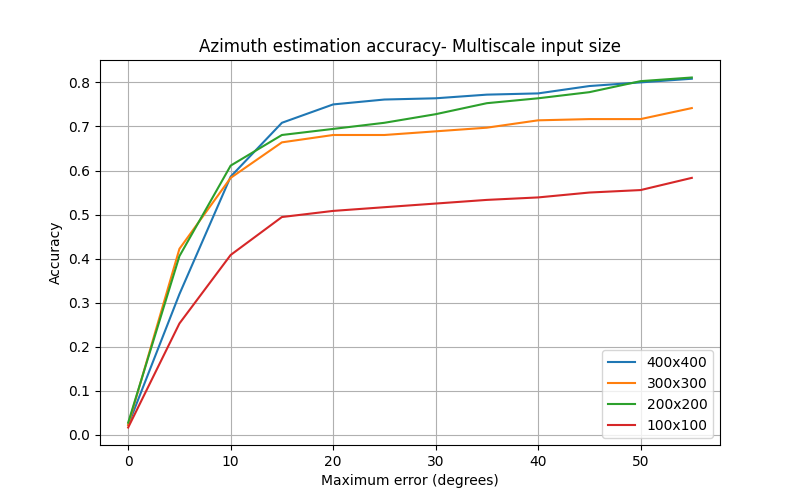 Azimuth estimation accuracy- Multiscale input size
Accuracy
0.8
0.7
0.6
0.5
0.4
0.3
0.2
0.1
0.0
400x400
300x300
200x200
100x100
0 10 20 30 40 50
Maximum error (degrees)